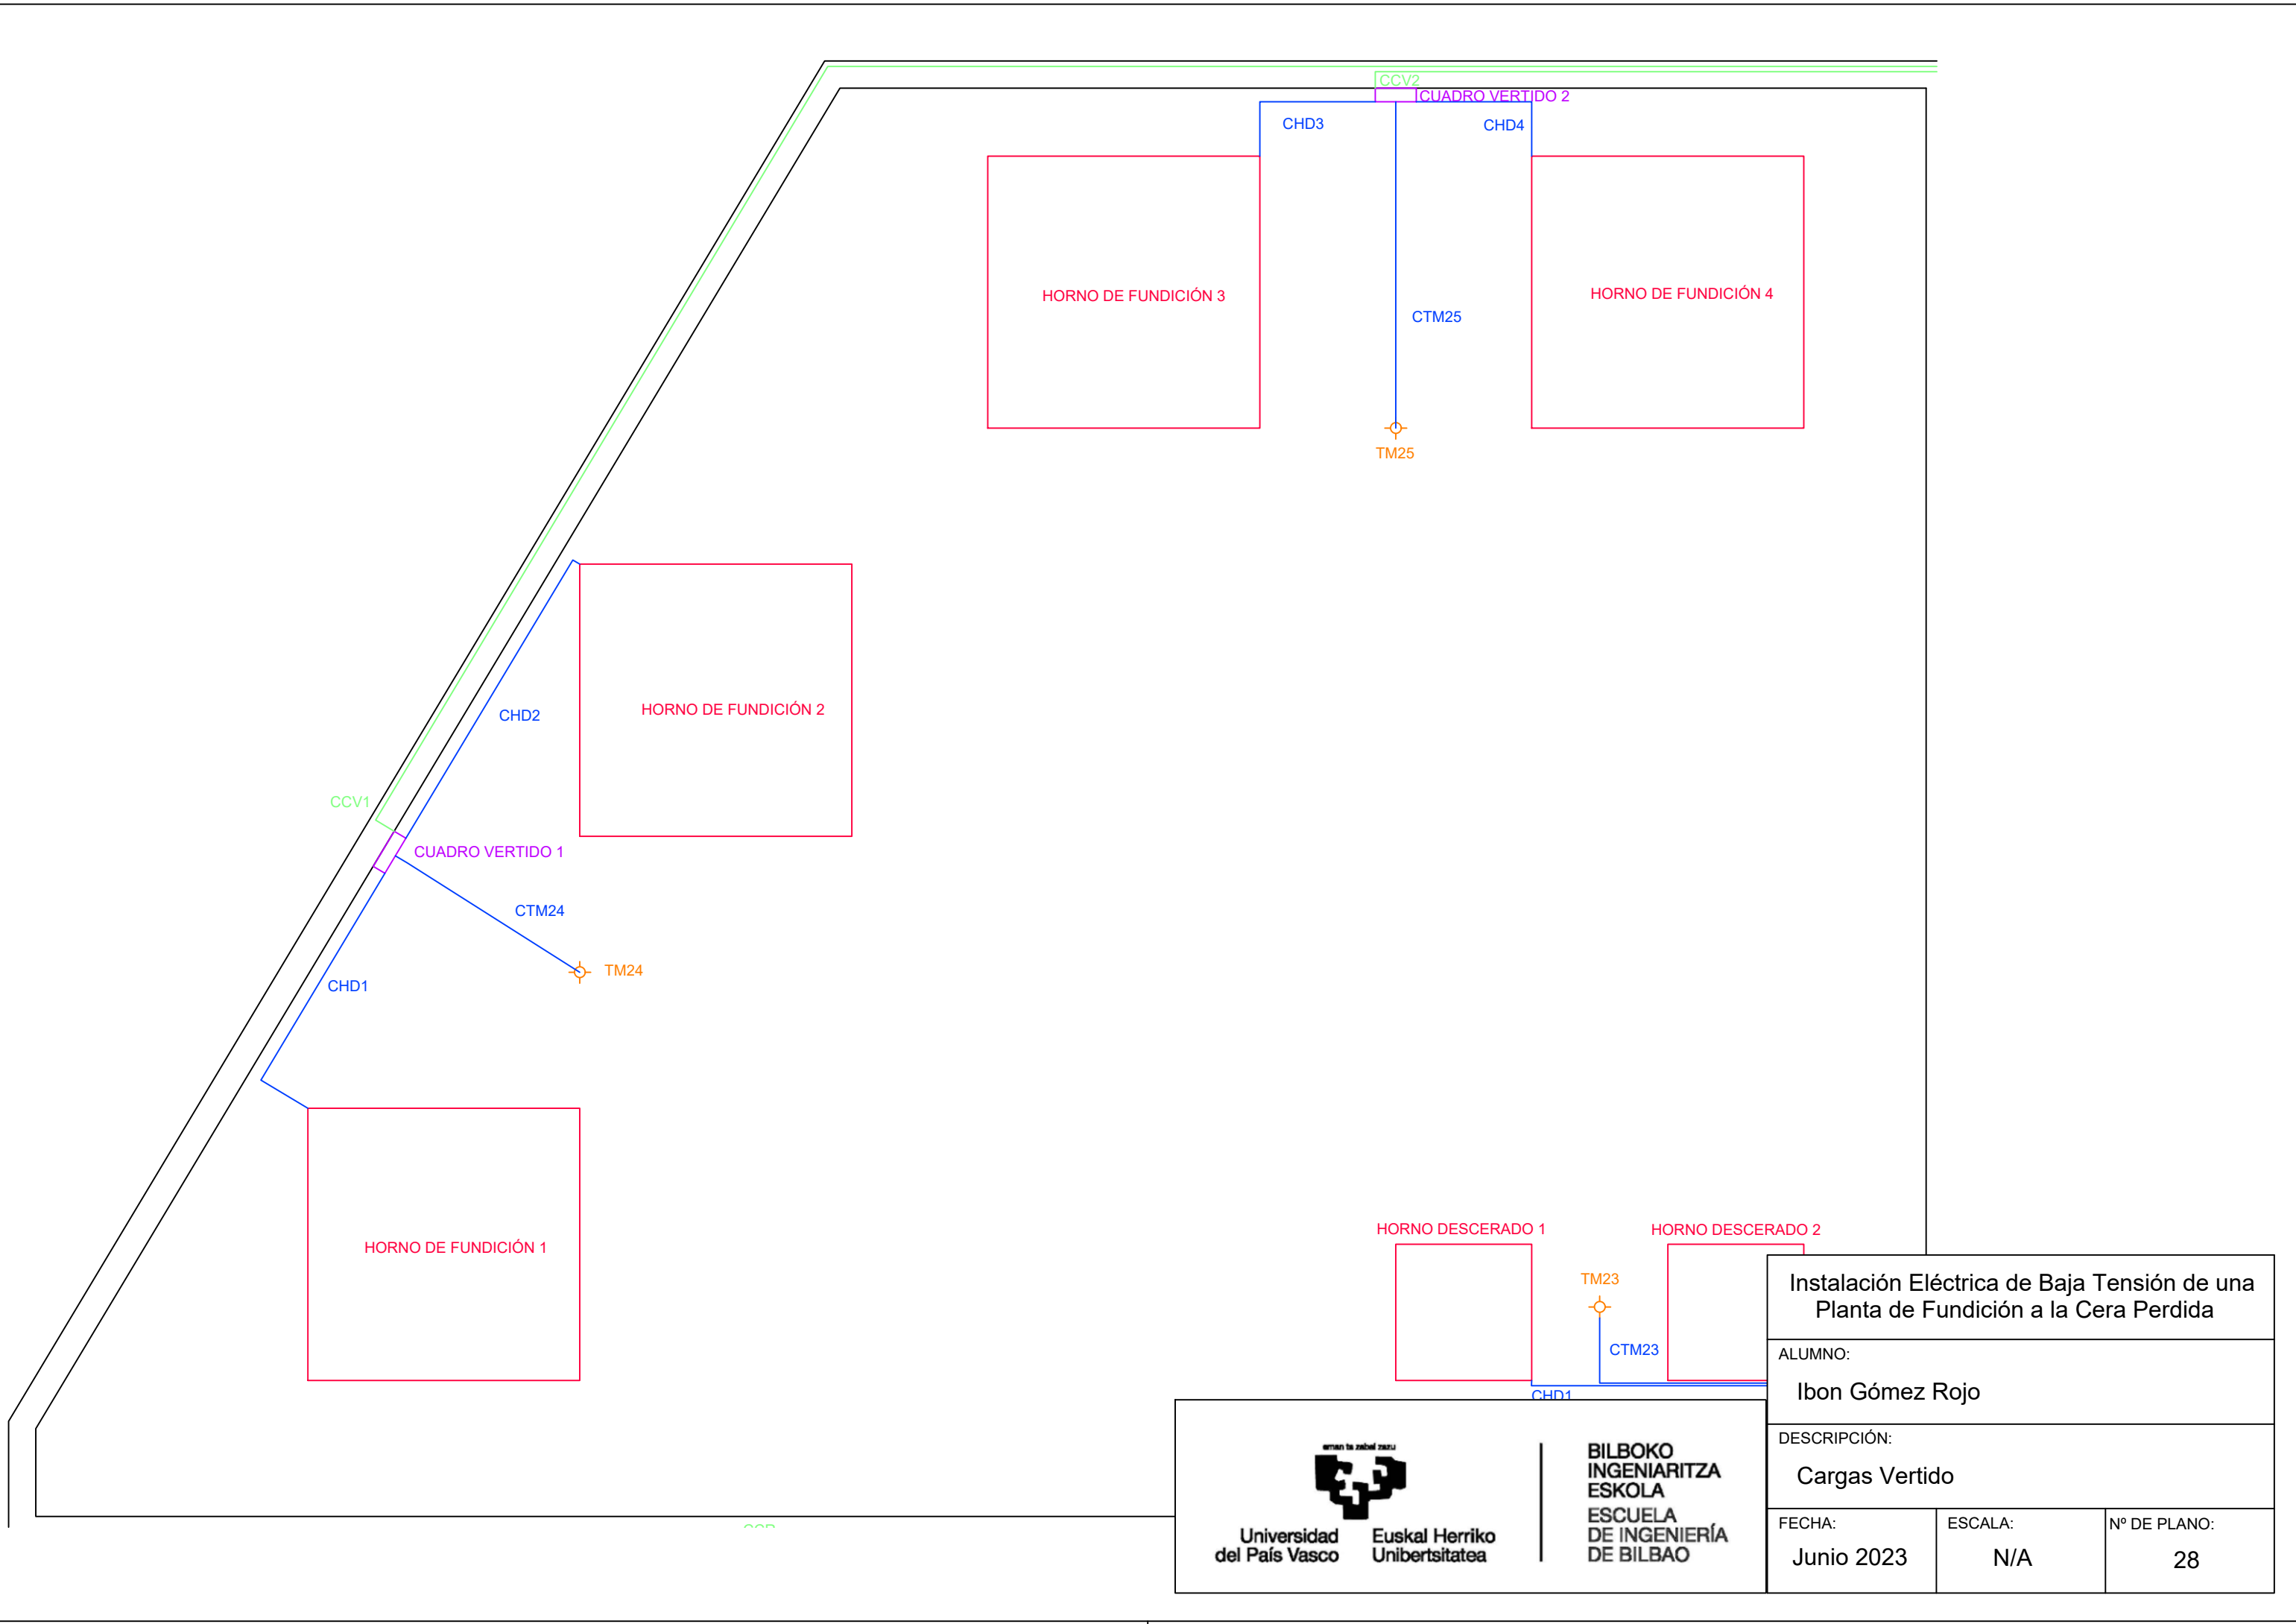 CCV2
CUADRO VERTIDO 2
CHD3
CHD4
HORNO DE FUNDICIÓN 3
HORNO DE FUNDICIÓN 4
CTM25
TM25
CHD2
HORNO DE FUNDICIÓN 2
CCV1
CUADRO VERTIDO 1
CTM24
TM24
CHD1
HORNO DE FUNDICIÓN 1
HORNO DESCERADO 1
HORNO DESCERADO 2
TM23
CTM23
CHD1
Instalación Eléctrica de Baja Tensión de una
Planta de Fundición a la Cera Perdida
ALUMNO:
Ibon Gómez Rojo
DESCRIPCIÓN:
Cargas Vertido
FECHA:
Junio 2023
ESCALA:
N/A
Nº DE PLANO:
28
eman ta zabal zazu
Universidad
del País Vasco
Euskal Herriko
Unibertsitatea
BILBOKO
INGENIARITZA
ESKOLA
ESCUELA
DE INGENIERÍA
DE BILBAO